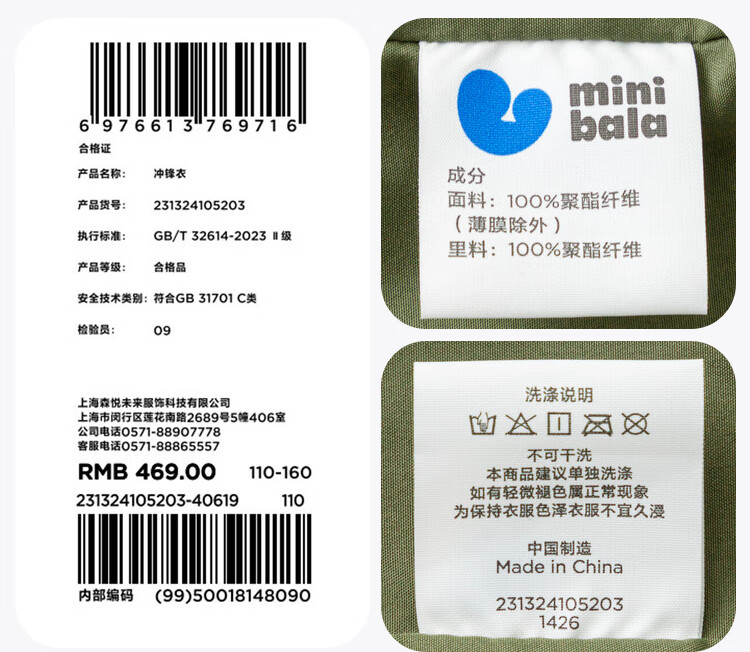 6 976613 769716
合格证
产品名称： 冲锋衣
产品货号： 231324105203
执行标准： GB/T 32614-2023 Ⅱ级
产品等级： 合格品
安全技术类别：符合GB 31701 C类
检验员： 09
上海森悦未来服饰科技有限公司
上海市闵行区莲花南路2689号5幢406室
公司电话0571-88907778
客服电话0571-88865557
RMB 469.00 110-160
231324105203-40619 110
内部编码 (99)50018148090
mini
bala
成分
面料：100%聚酯纤维
（薄膜除外）
里料：100%聚酯纤维
洗涤说明
不可干洗
本商品建议单独洗涤
如有轻微褪色属正常现象
为保持衣服色泽衣服不宜久浸
中国制造
Made in China
231324105203
1426